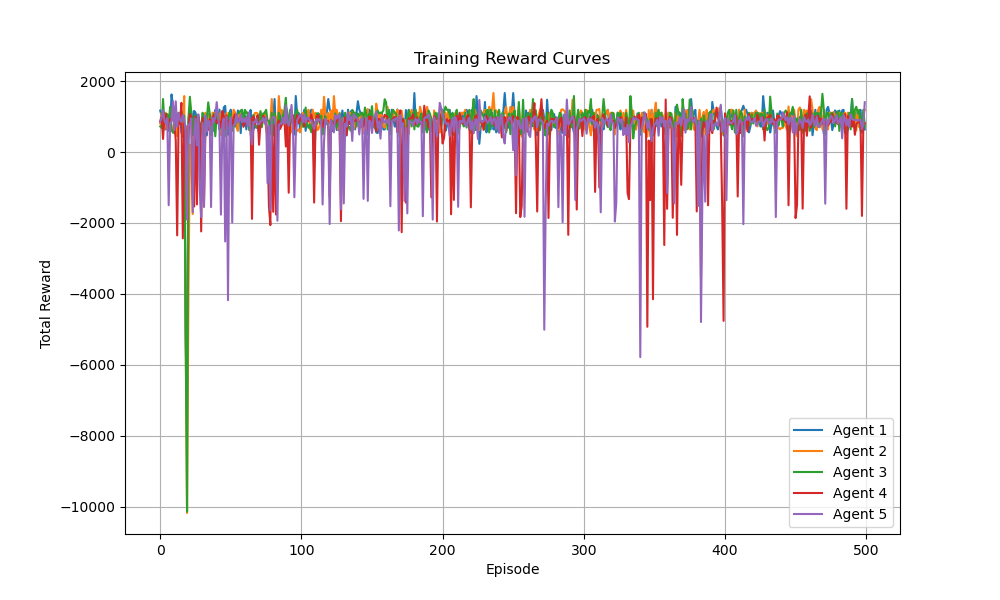 Training Reward Curves
Total Reward
2000
0
−2000
−4000
−6000
−8000
−10000
0 100 200 300 400 500
Episode
Agent 1
Agent 2
Agent 3
Agent 4
Agent 5